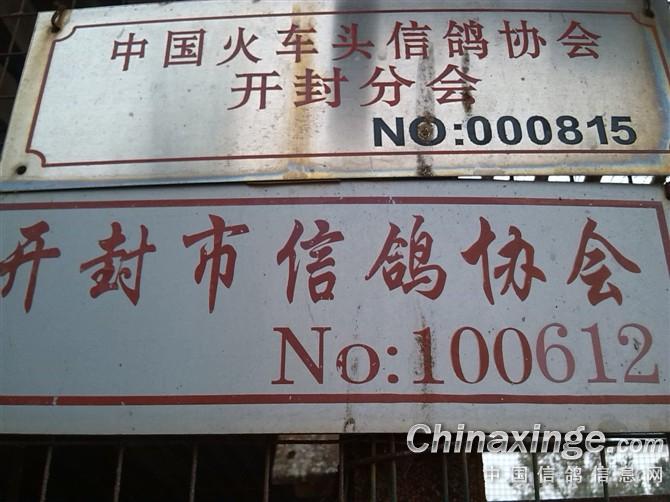 中国火车头信鸽协会
开封分会
NO:000815
开封市信鸽协会
No:100612
Chinaxinge.com
中国信鸽信息网